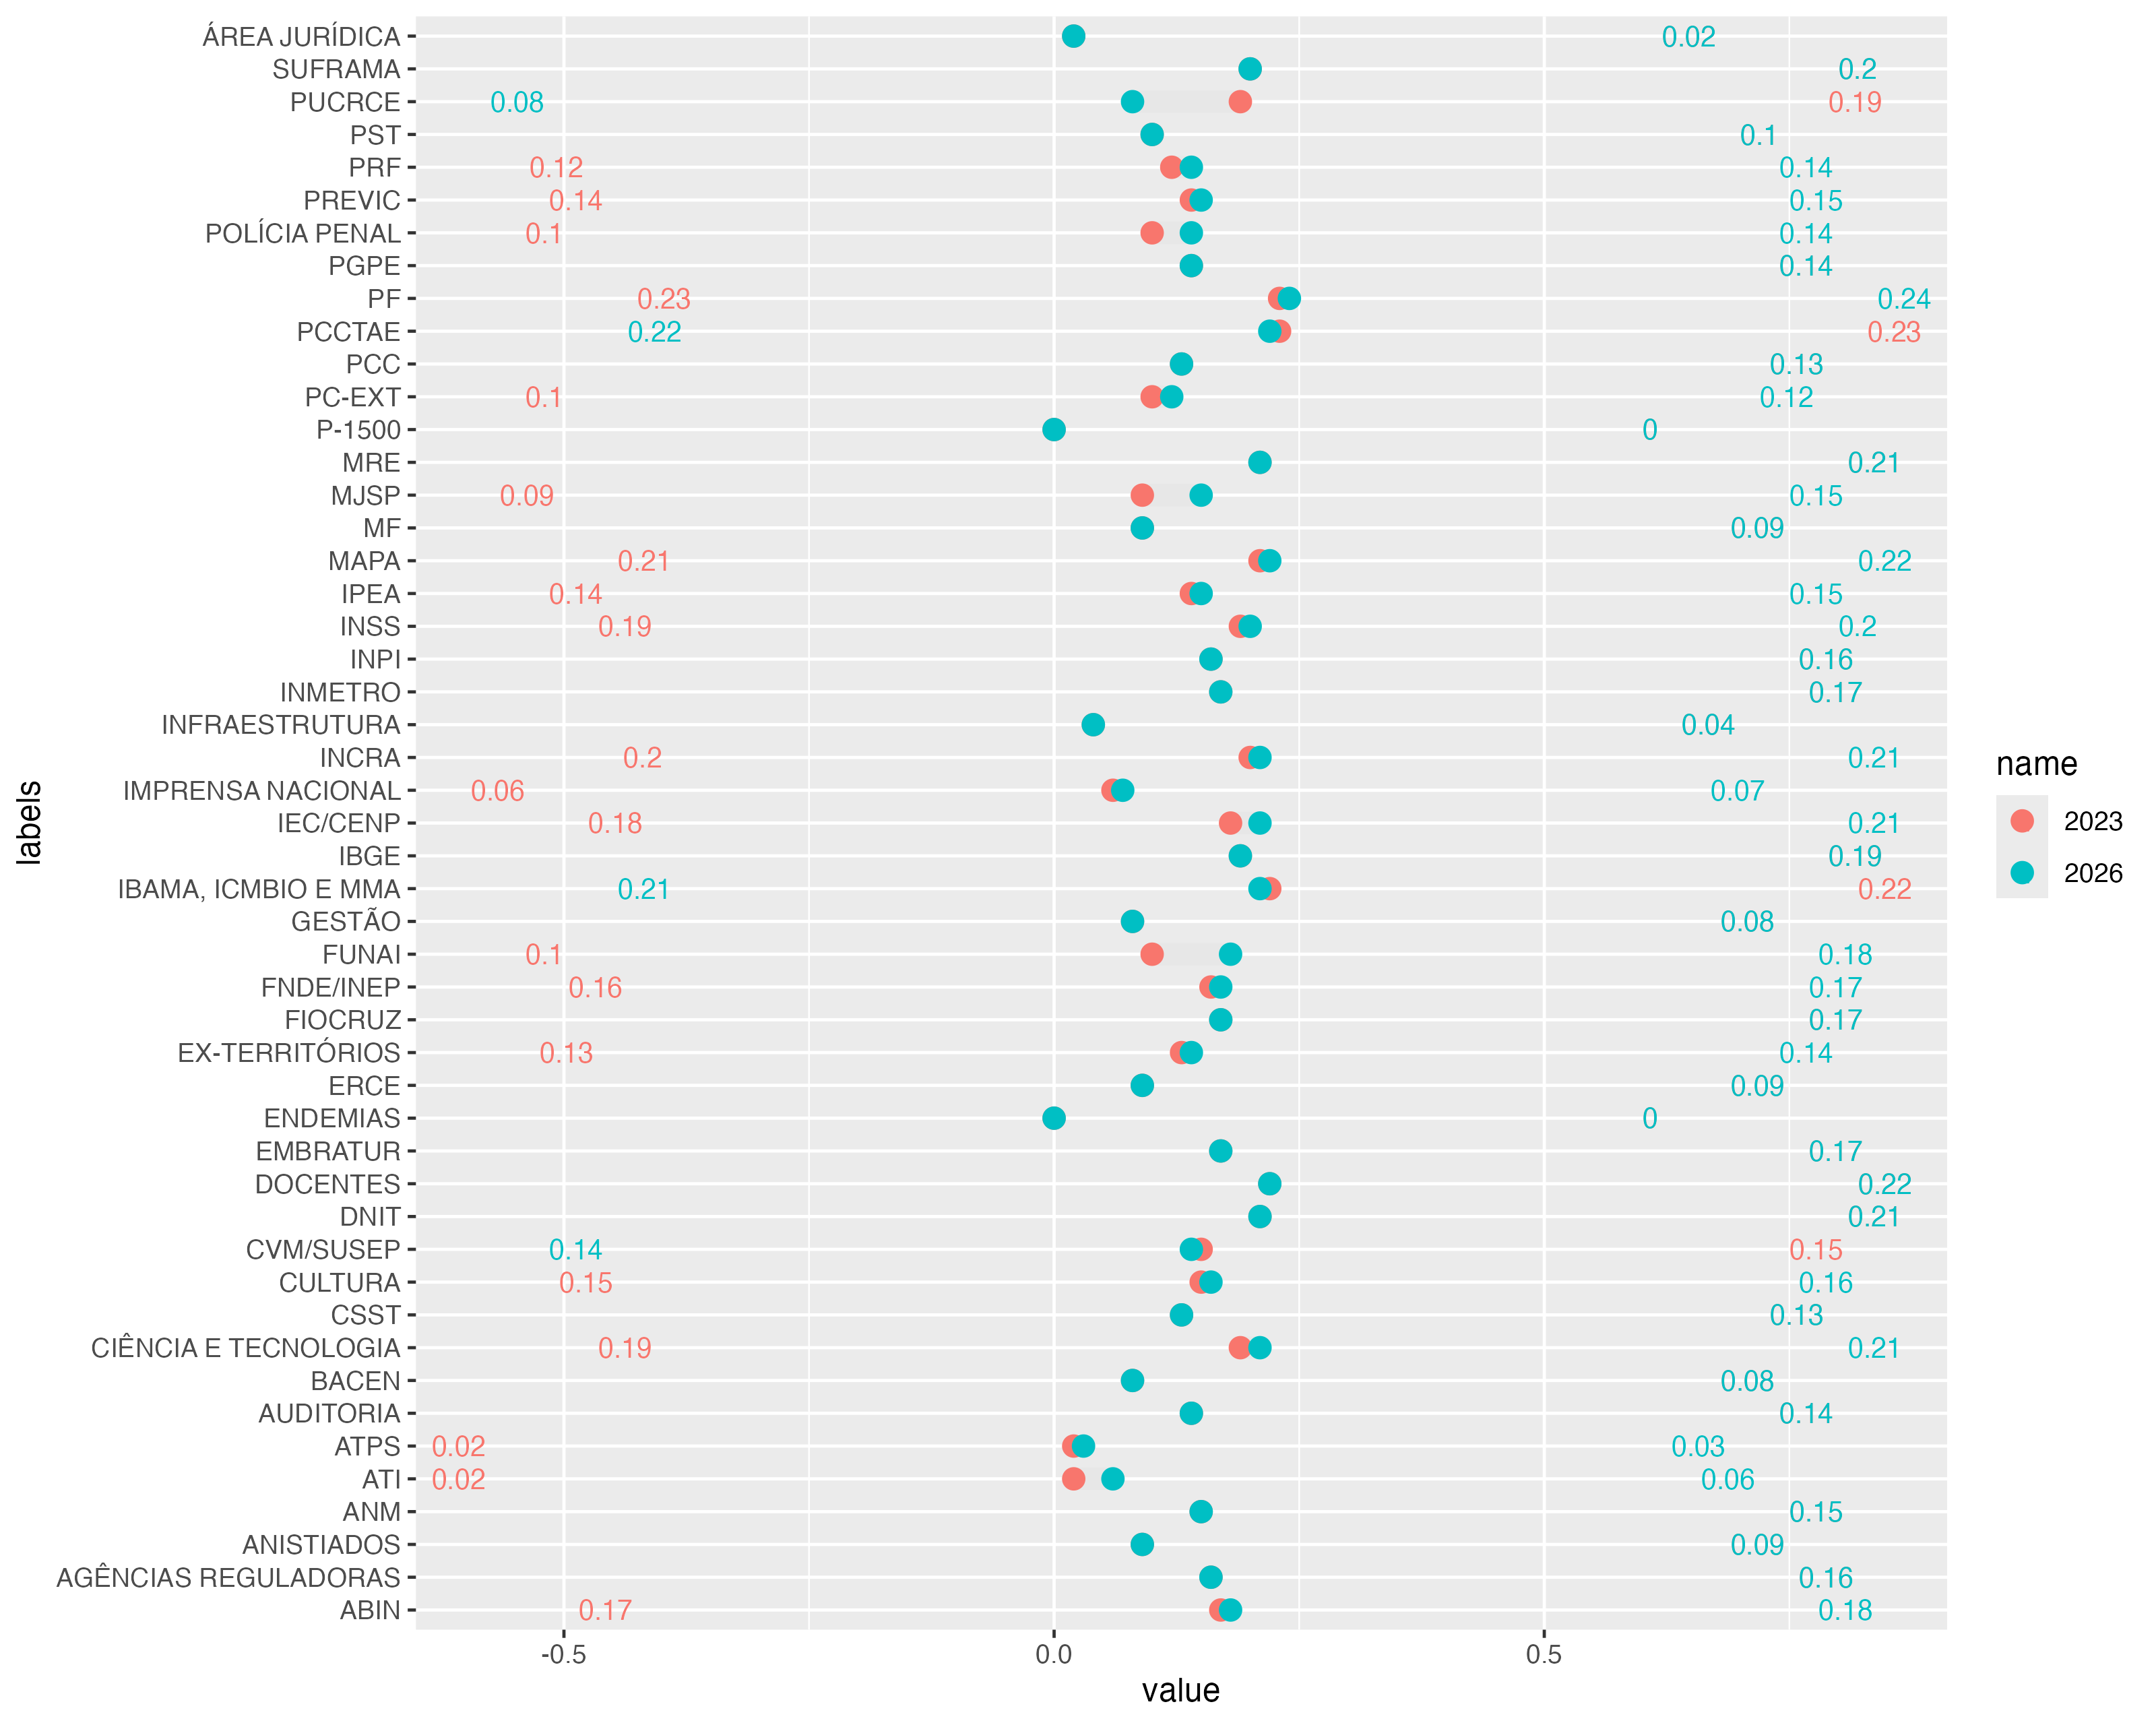 ÁREA JURÍDICA 0.02
SUFRAMA 0.2
PUCRCE 0.08 0.19
PST 0.1
PRF 0.12 0.14
PREVIC 0.14 0.15
POLÍCIA PENAL 0.1 0.14
PGPE 0.14
PF 0.23 0.24
PCCTAE 0.22 0.23
PCC 0.13
PC-EXT 0.1 0.12
P-1500 0
MRE 0.21
MJSP 0.09 0.15
MF 0.09
MAPA 0.21 0.22
IPEA 0.14 0.15
INSS 0.19 0.2
INPI 0.16
INMETRO 0.17
INFRAESTRUTURA 0.04
INCRA 0.2 0.21
IMPRENSA NACIONAL 0.06 0.07
IEC/CENP 0.18 0.21
IBGE 0.19
IBAMA, ICMBIO E MMA 0.21 0.22
GESTÃO 0.08
FUNAI 0.1 0.18
FNDE/INEP 0.16 0.17
FIOCRUZ 0.17
EX-TERRITÓRIOS 0.13 0.14
ERCE 0.09
ENDEMIAS 0
EMBRATUR 0.17
DOCENTES 0.22
DNIT 0.21
CVM/SUSEP 0.14 0.15
CULTURA 0.15 0.16
CSST 0.13
CIÊNCIA E TECNOLOGIA 0.19 0.21
BACEN 0.08
AUDITORIA 0.14
ATPS 0.02 0.03
ATI 0.02 0.06
ANM 0.15
ANISTIADOS 0.09
AGÊNCIAS REGULADORAS 0.16
ABIN 0.17 0.18
-0.5 0.0 0.5
value
labels
name
2023
2026